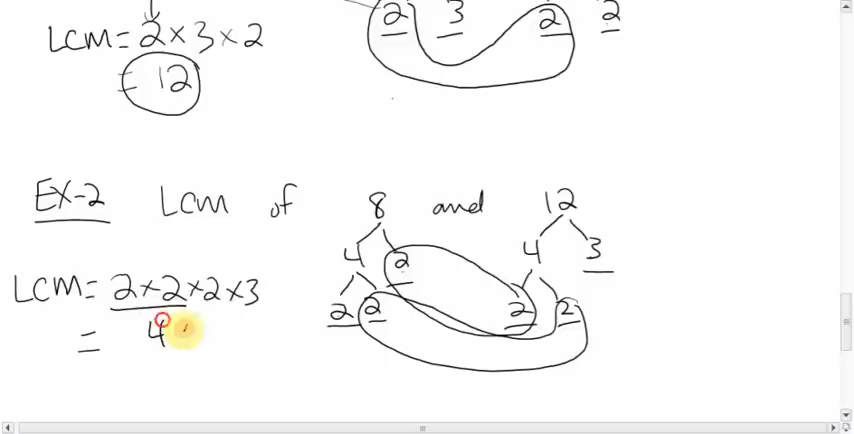 2 3 2 2
LCM = 2 × 3 × 2
= 12
EX-2 LCM of 8 and 12
4 2 4 3
LCM = 2 × 2 × 2 × 3
2 2 2 2
= 4